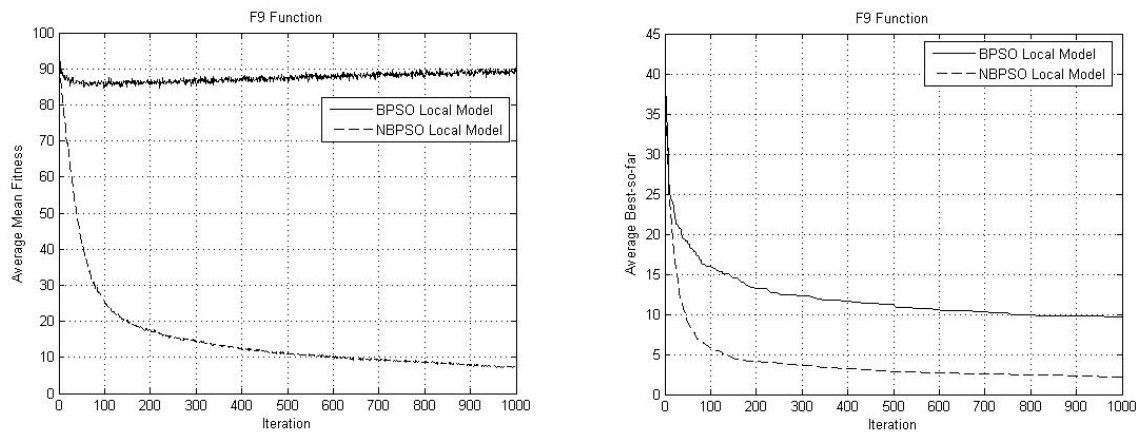 F9 Function
100
90
80
70
60
50
40
30
20
10
0
Average Mean Fitness
BPSO Local Model
NBPSO Local Model
0 100 200 300 400 500 600 700 800 900 1000
Iteration
F9 Function
45
40
35
30
25
20
15
10
5
0
Average Best-so-far
BPSO Local Model
NBPSO Local Model
0 100 200 300 400 500 600 700 800 900 1000
Iteration